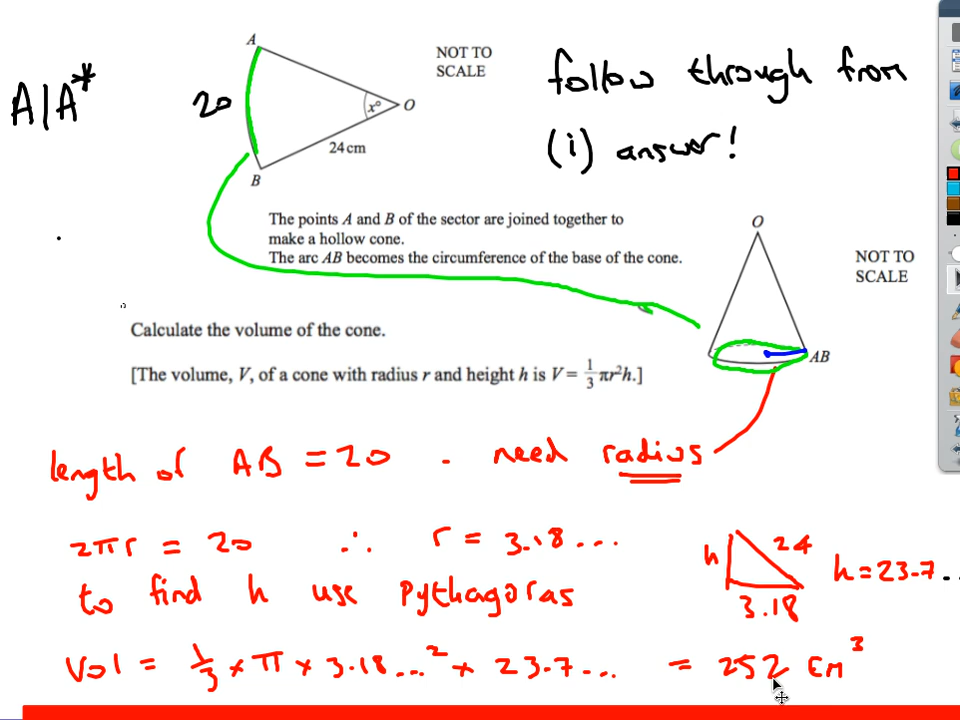 A/A*
20
A
x°
O
24 cm
B
NOT TO
SCALE
follow through from
(i) answer!
The points A and B of the sector are joined together to
make a hollow cone.
The arc AB becomes the circumference of the base of the cone.
O
NOT TO
SCALE
AB
Calculate the volume of the cone.
[The volume, V, of a cone with radius r and height h is V = 1/3 πr²h.]
length of AB = 20 . need radius
2πr = 20 ∴ r = 3.18...
to find h use Pythagoras
h 24
3.18
h = 23.7...
Vol = 1/3 × π × 3.18...² × 23.7... = 252 cm³